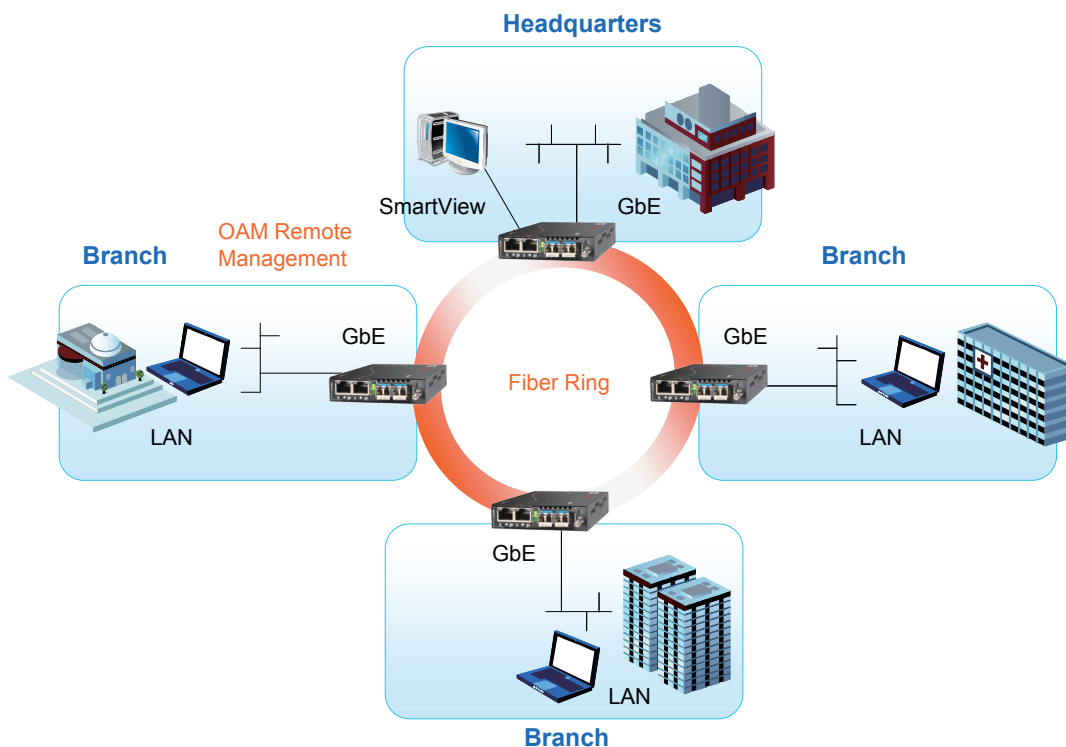 Headquarters
SmartView
GbE
OAM Remote
Management
Branch
GbE
LAN
Branch
GbE
LAN
Fiber Ring
GbE
LAN
Branch